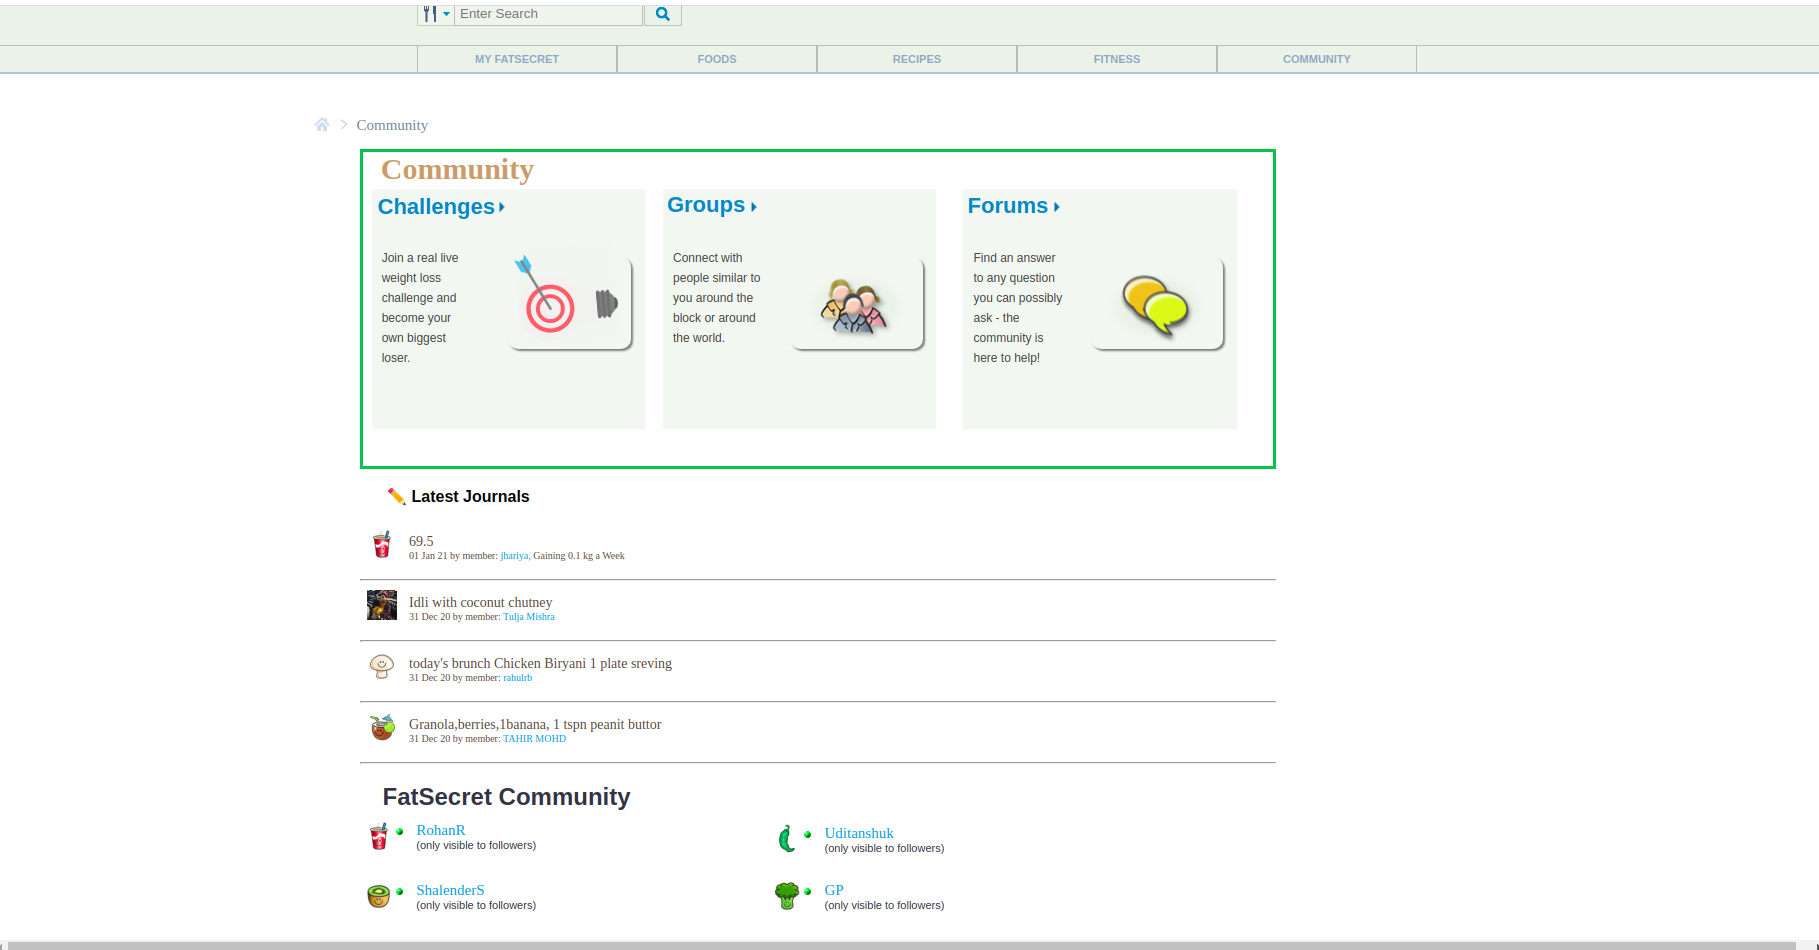 Enter Search
MY FATSECRET
FOODS
RECIPES
FITNESS
COMMUNITY
Community
Community
Challenges
Join a real live
weight loss
challenge and
become your
own biggest
loser.
Groups
Connect with
people similar to
you around the
block or around
the world.
Forums
Find an answer
to any question
you can possibly
ask - the
community is
here to help!
Latest Journals
69.5
01 Jan 21 by member: jhariya, Gaining 0.1 kg a Week
Idli with coconut chutney
31 Dec 20 by member: Tulja Mishra
today's brunch Chicken Biryani 1 plate sreving
31 Dec 20 by member: rahulrb
Granola,berries,1banana, 1 tspn peanit buttor
31 Dec 20 by member: TAHIR MOHD
FatSecret Community
RohanR
(only visible to followers)
Uditanshuk
(only visible to followers)
ShalenderS
(only visible to followers)
GP
(only visible to followers)